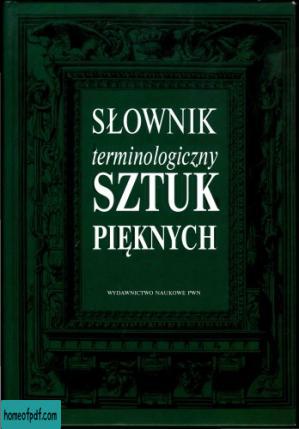 SŁOWNIK
terminologiczny
SZTUK
PIĘKNYCH
WYDAWNICTWO NAUKOWE PWN
homeofpdf.com